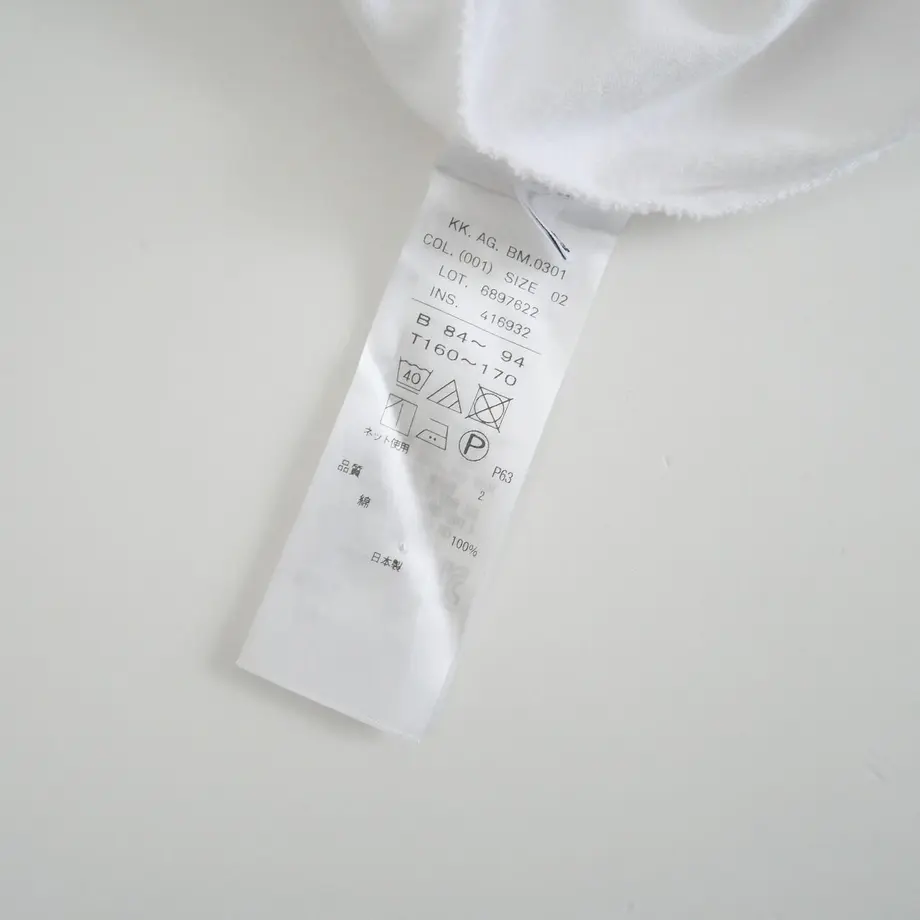 KK. AG. BM.0301
COL. (001) SIZE 02
LOT. 6897622
INS. 416932
B 84～ 94
T160～170
40
P
ネット使用
P63
品質 2
綿 100%
日本製